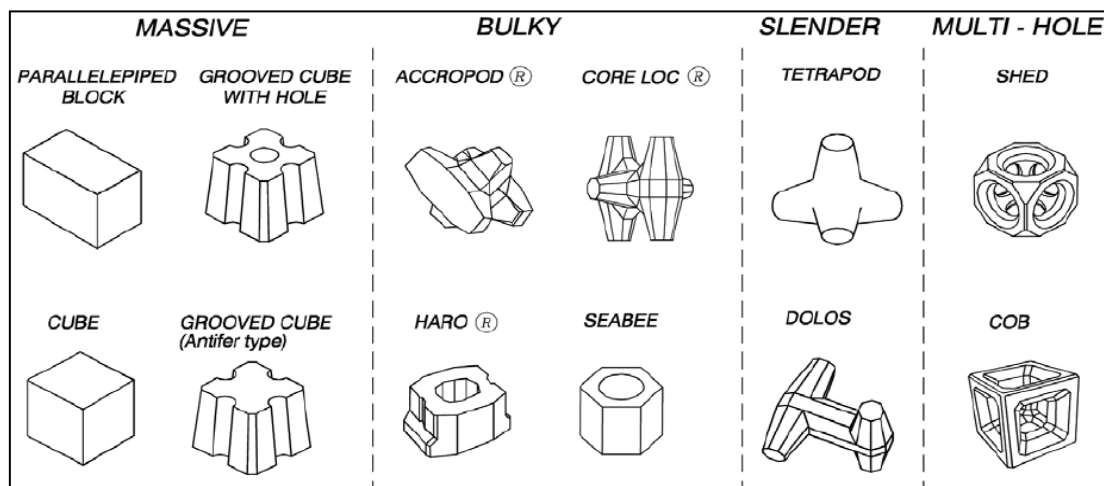 MASSIVE
BULKY
SLENDER
MULTI - HOLE
PARALLELEPIPED
BLOCK
GROOVED CUBE
WITH HOLE
ACCROPOD ®
CORE LOC ®
TETRAPOD
SHED
CUBE
GROOVED CUBE
(Antifer type)
HARO ®
SEABEE
DOLOS
COB